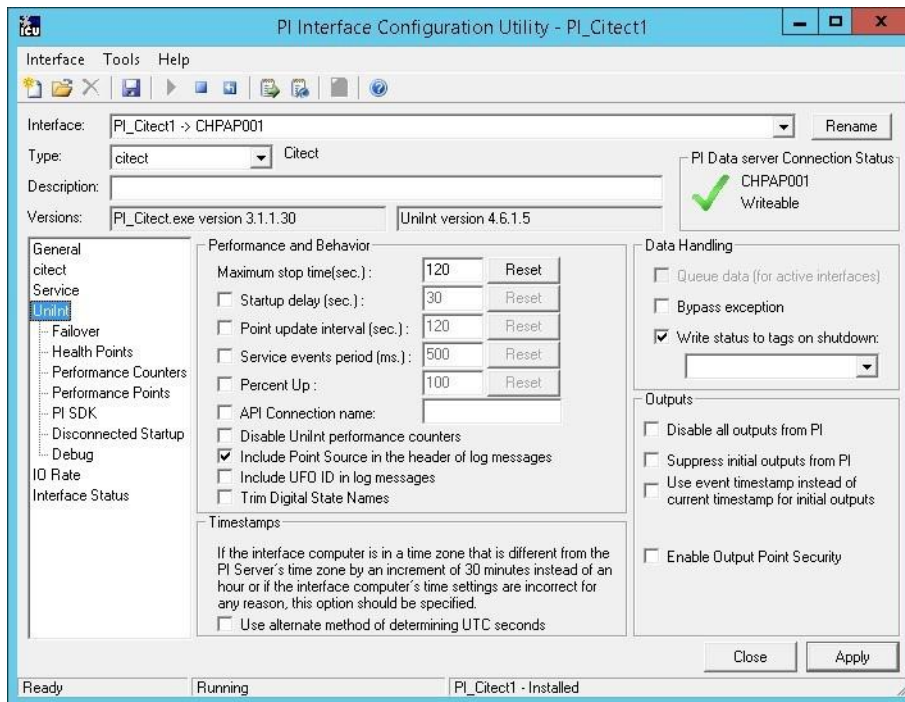 PI Interface Configuration Utility - PI_Citect1
Interface Tools Help
Interface: PI_Citect1 -> CHPAP001 Rename
Type: citect Citect
Description:
Versions: PI_Citect.exe version 3.1.1.30 UniInt version 4.6.1.5
PI Data server Connection Status
CHPAP001
Writeable
General
citect
Service
UniInt
Failover
Health Points
Performance Counters
Performance Points
PI SDK
Disconnected Startup
Debug
IO Rate
Interface Status
Performance and Behavior
Maximum stop time(sec.) : 120 Reset
Startup delay (sec.) : 30 Reset
Point update interval (sec.) : 120 Reset
Service events period (ms.) : 500 Reset
Percent Up : 100 Reset
API Connection name:
Disable UniInt performance counters
Include Point Source in the header of log messages
Include UFO ID in log messages
Trim Digital State Names
Timestamps
If the interface computer is in a time zone that is different from the
PI Server's time zone by an increment of 30 minutes instead of an
hour or if the interface computer's time settings are incorrect for
any reason, this option should be specified.
Use alternate method of determining UTC seconds
Data Handling
Queue data (for active interfaces)
Bypass exception
Write status to tags on shutdown:
Outputs
Disable all outputs from PI
Suppress initial outputs from PI
Use event timestamp instead of
current timestamp for initial outputs
Enable Output Point Security
Close Apply
Ready Running PI_Citect1 - Installed